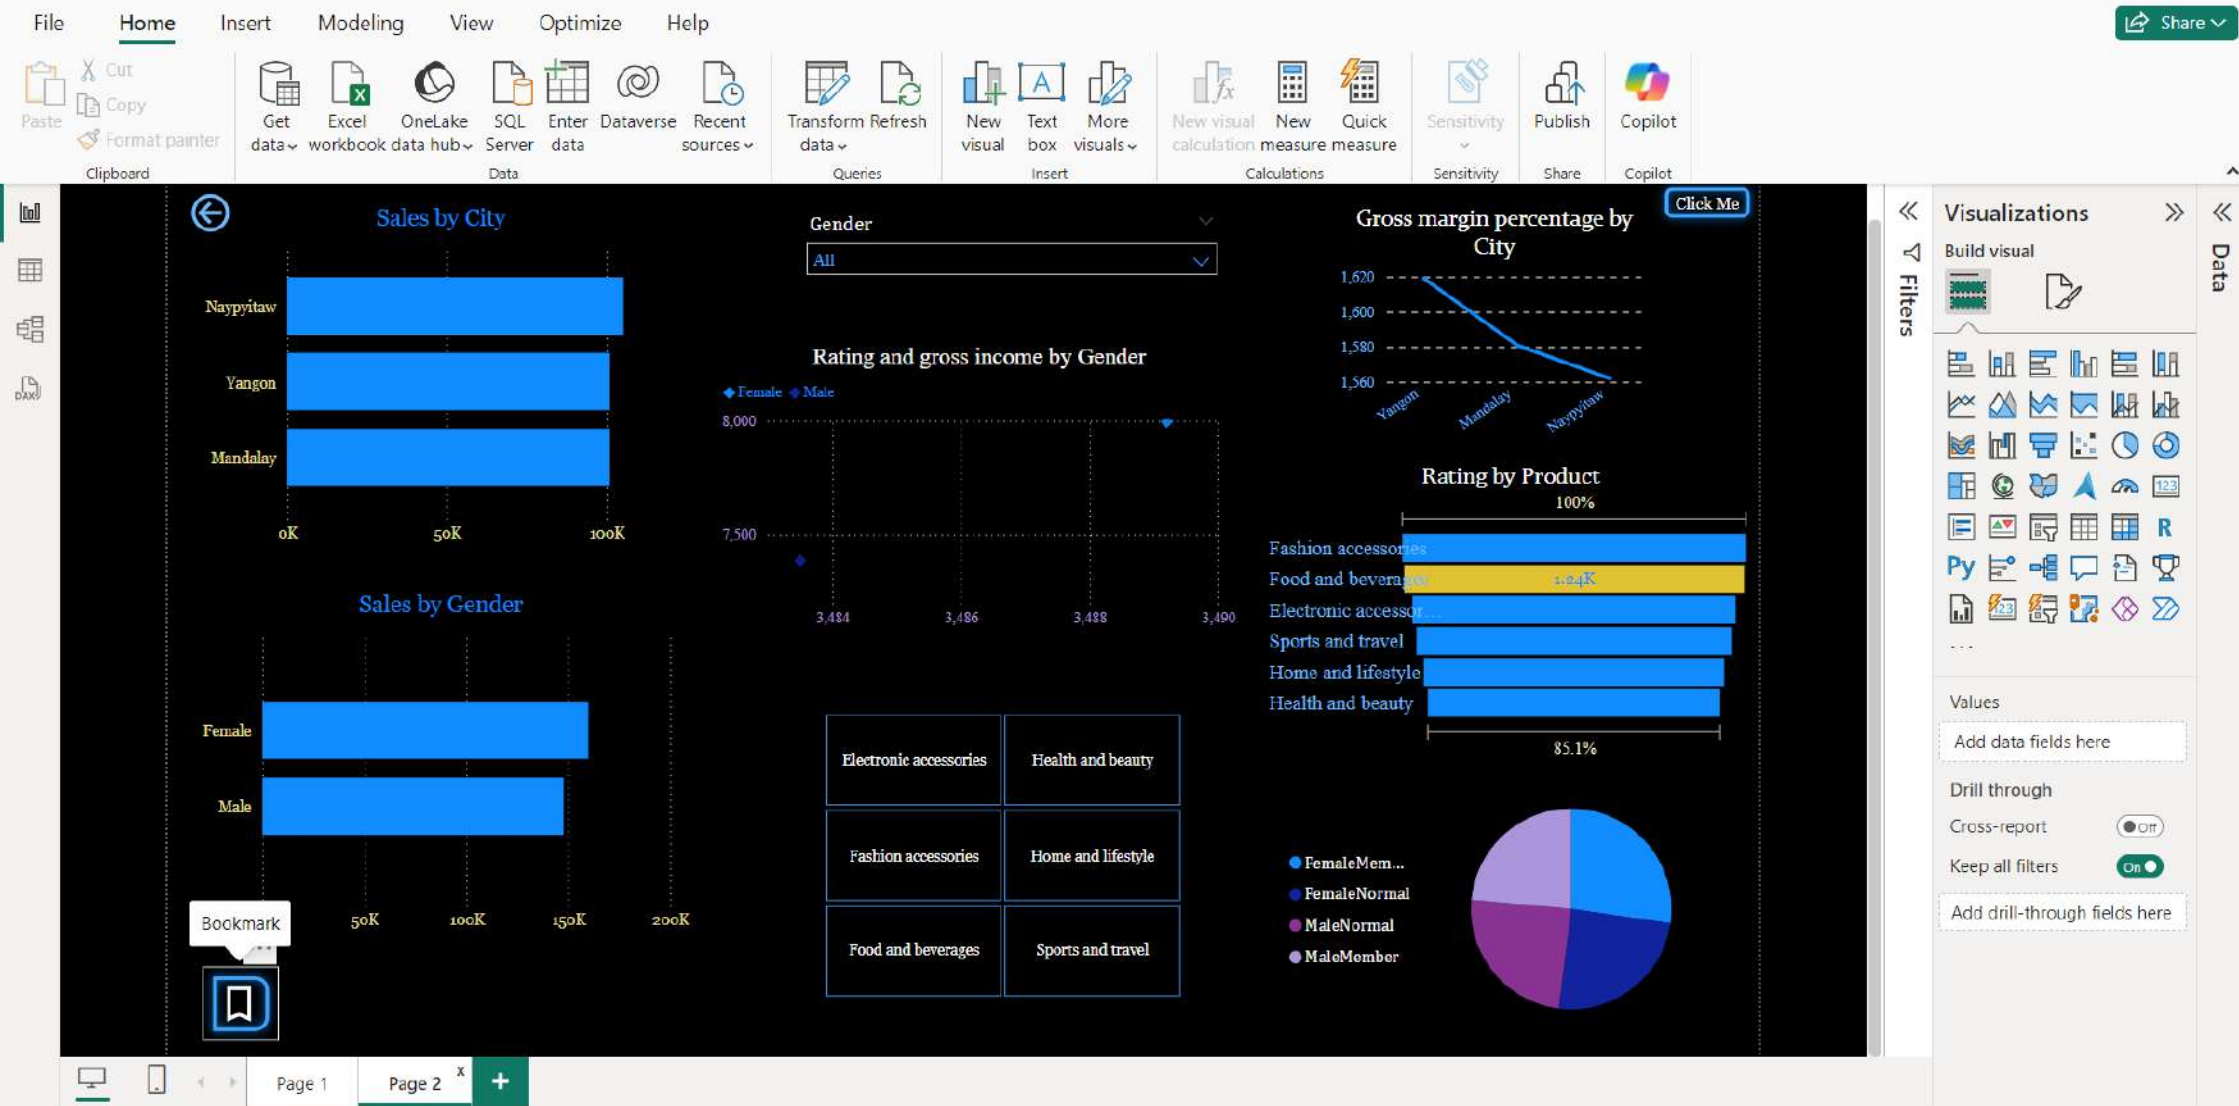 File Home Insert Modeling View Optimize Help Share
Paste
Cut
Copy
Format painter
Clipboard
Get data
Excel workbook
OneLake data hub
SQL Server
Enter data
Dataverse
Recent sources
Data
Transform data
Refresh
Queries
New visual
Text box
More visuals
Insert
New visual calculation
New measure
Quick measure
Calculations
Sensitivity
Sensitivity
Publish
Share
Copilot
Copilot
Sales by City
Naypyitaw
Yangon
Mandalay
0K 50K 100K
Sales by Gender
Female
Male
50K 100K 150K 200K
Bookmark
Gender
All
Rating and gross income by Gender
Female Male
8,000
7,500
3,484 3,486 3,488 3,490
Electronic accessories
Health and beauty
Fashion accessories
Home and lifestyle
Food and beverages
Sports and travel
Click Me
Gross margin percentage by
City
1,620
1,600
1,580
1,560
Yangon Mandalay Naypyitaw
Rating by Product
100%
Fashion accessories
Food and beverages
1.24K
Electronic accessor...
Sports and travel
Home and lifestyle
Health and beauty
85.1%
FemaleMem...
FemaleNormal
MaleNormal
MaleMember
Filters
Visualizations
Build visual
123
R
Py
123
...
Values
Add data fields here
Drill through
Cross-report Off
Keep all filters On
Add drill-through fields here
Data
DAX
Page 1 Page 2 x +